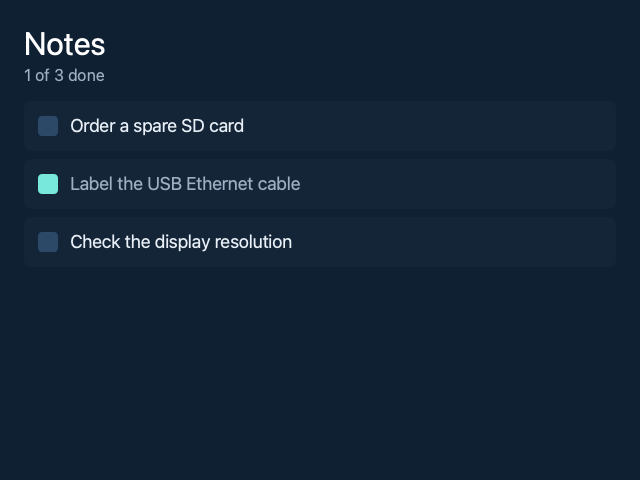 Notes
1 of 3 done
Order a spare SD card
Label the USB Ethernet cable
Check the display resolution